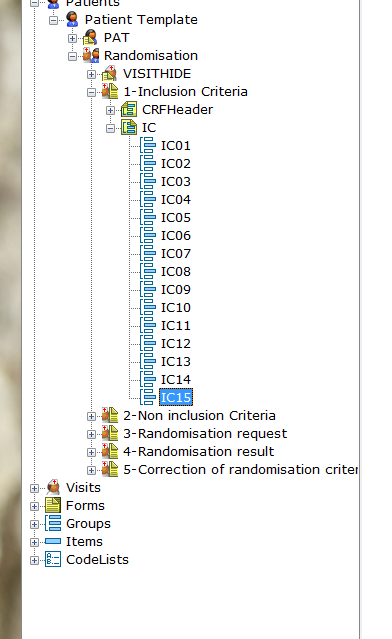 Patients
Patient Template
PAT
Randomisation
VISITHIDE
1-Inclusion Criteria
CRFHeader
IC
IC01
IC02
IC03
IC04
IC05
IC06
IC07
IC08
IC09
IC10
IC11
IC12
IC13
IC14
IC15
2-Non inclusion Criteria
3-Randomisation request
4-Randomisation result
5-Correction of randomisation criter
Visits
Forms
Groups
Items
CodeLists